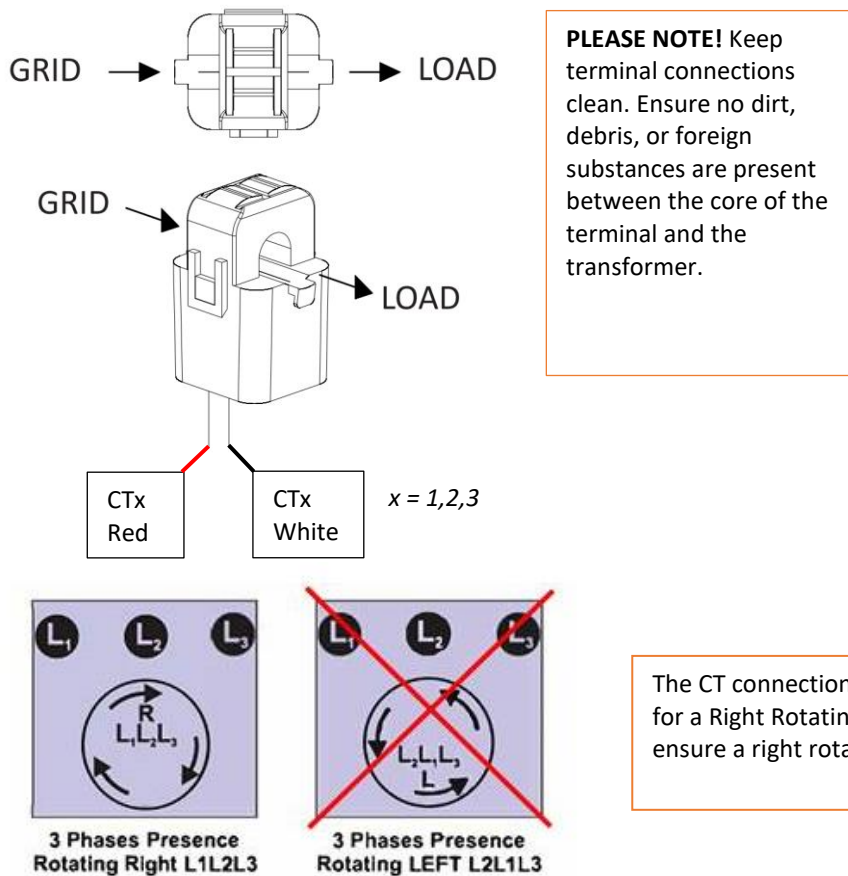 GRID
LOAD
PLEASE NOTE! Keep
terminal connections
clean. Ensure no dirt,
debris, or foreign
substances are present
between the core of the
terminal and the
transformer.
GRID
LOAD
CTx
Red
CTx
White
x = 1,2,3
L1 L2 L3
R
L1L2L3
3 Phases Presence
Rotating Right L1L2L3
L1 L2 L3
L2L1L3
L
3 Phases Presence
Rotating LEFT L2L1L3
The CT connection
for a Right Rotatin
ensure a right rota